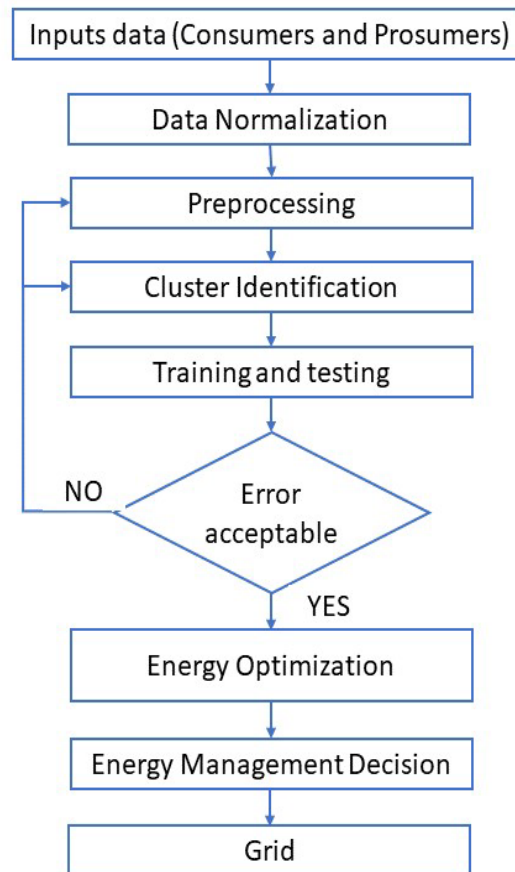 Inputs data (Consumers and Prosumers)
Data Normalization
Preprocessing
Cluster Identification
Training and testing
NO
Error
acceptable
YES
Energy Optimization
Energy Management Decision
Grid